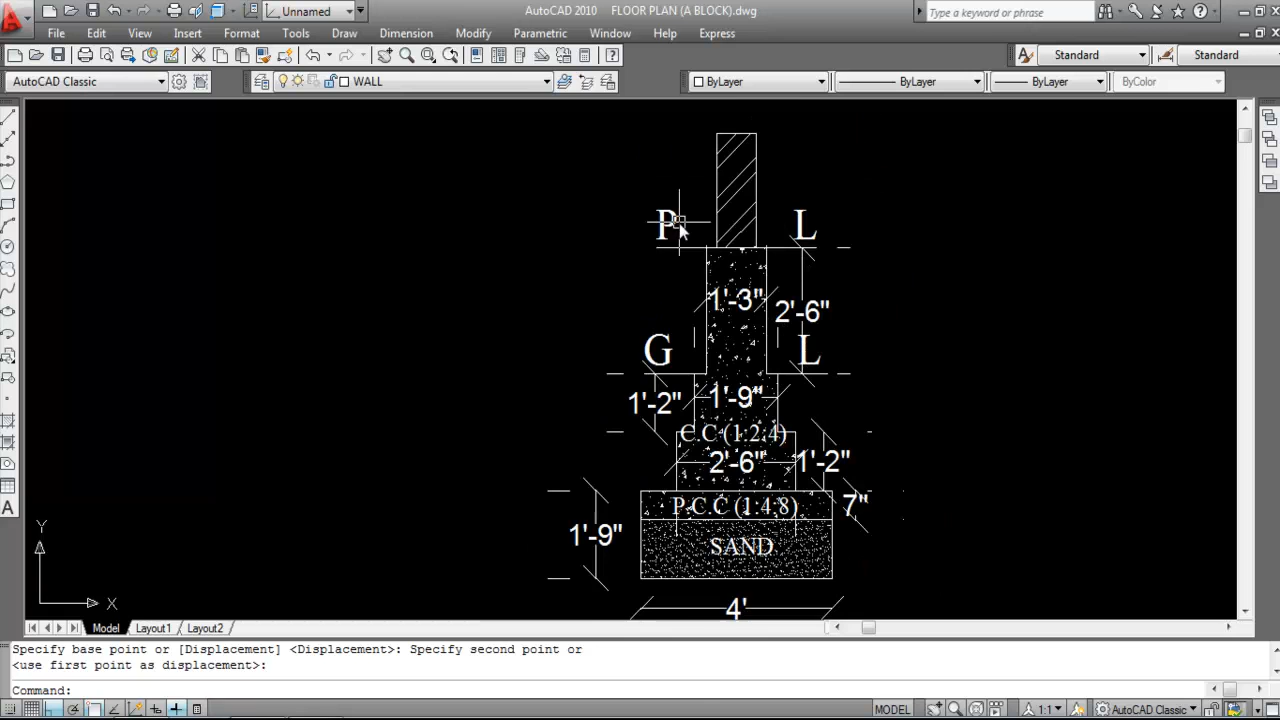 Unnamed
AutoCAD 2010 FLOOR PLAN (A BLOCK).dwg
Type a keyword or phrase
File Edit View Insert Format Tools Draw Dimension Modify Parametric Window Help Express
Standard
Standard
AutoCAD Classic
WALL
ByLayer
ByLayer
ByLayer
ByColor
P L
1'-3"
2'-6"
G L
1'-2"
1'-9"
C.C (1:2:4)
2'-6"
1'-2"
P.C.C (1:4:8)
7"
1'-9"
SAND
4'
Y
X
Model Layout1 Layout2
Specify base point or [Displacement] <Displacement>: Specify second point or
<use first point as displacement>:
Command:
MODEL
1:1
AutoCAD Classic